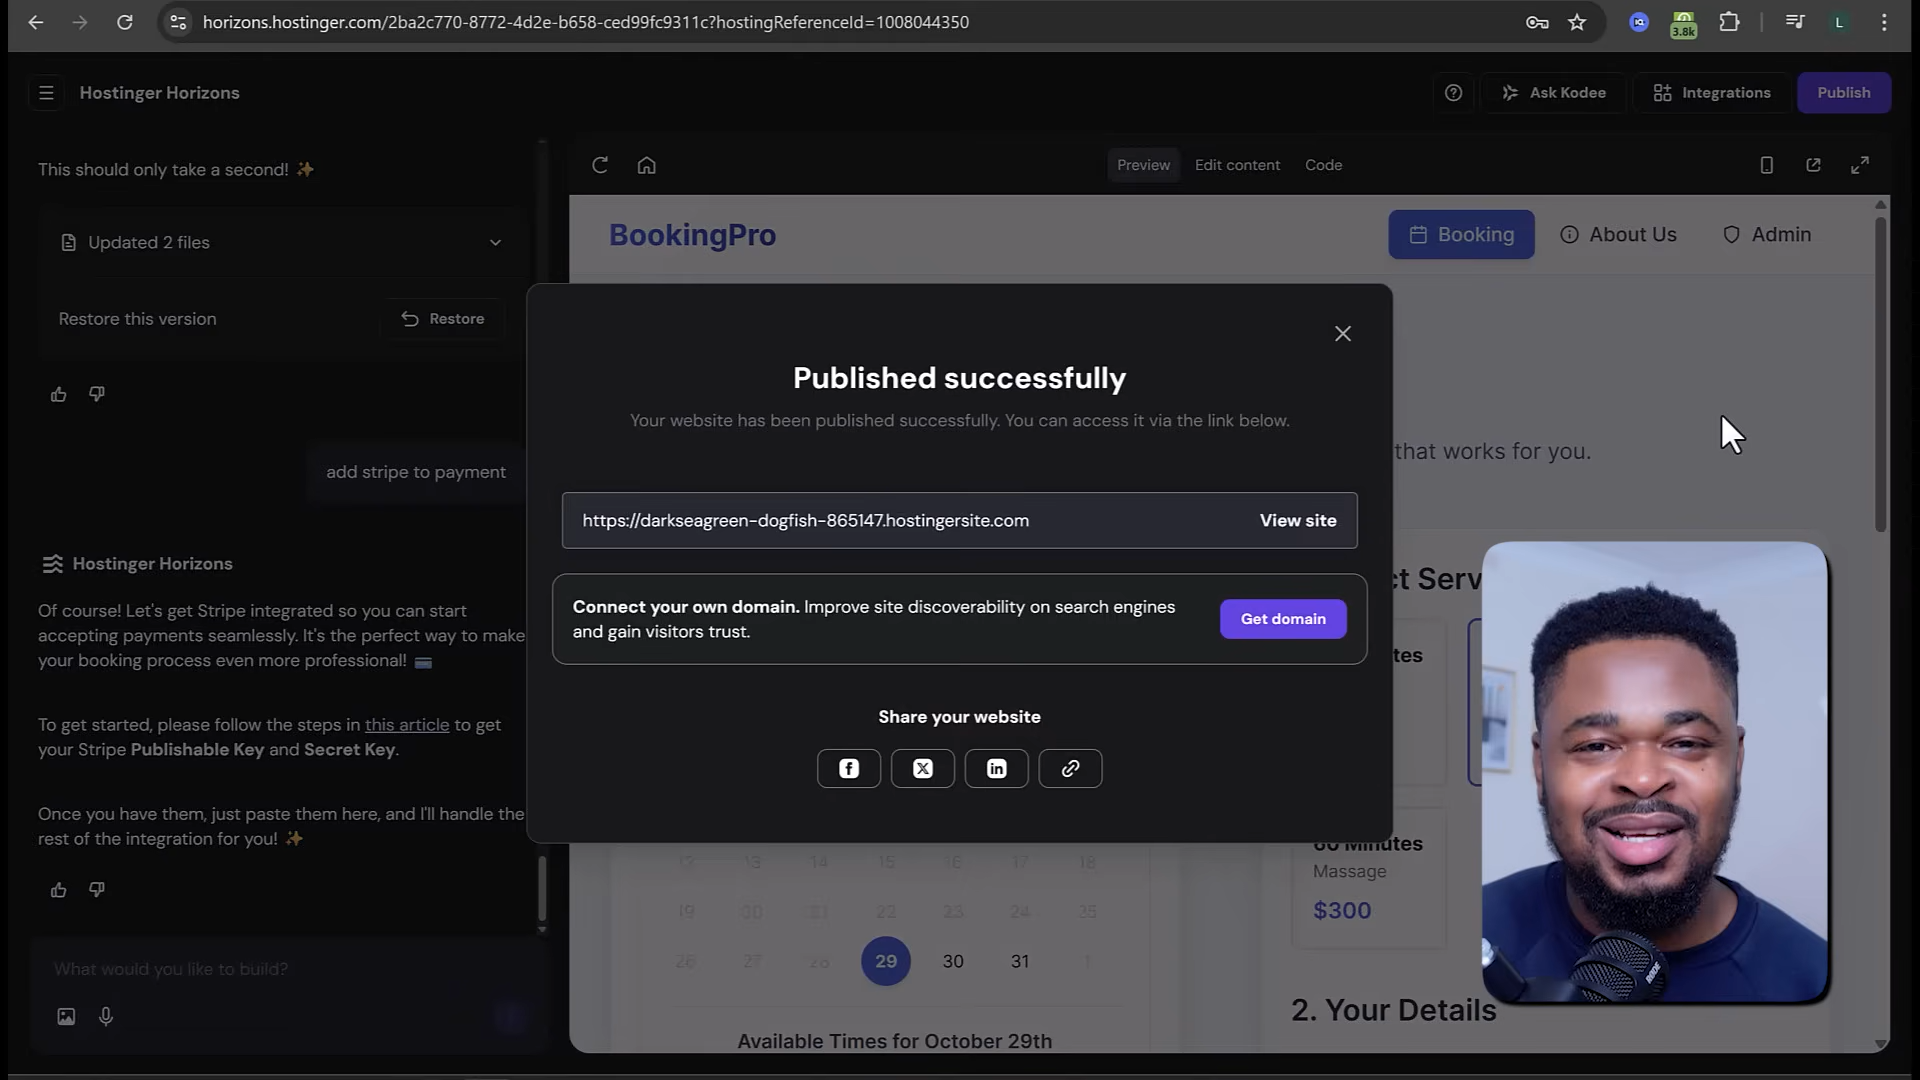 horizons.hostinger.com/2ba2c770-8772-4d2e-b658-ced99fc9311c?hostingReferenceId=1008044350
3.8k
L
Hostinger Horizons
Ask Kodee
Integrations
Publish
This should only take a second! ✨
Updated 2 files
Restore this version
Restore
add stripe to payment
Hostinger Horizons
Of course! Let's get Stripe integrated so you can start
accepting payments seamlessly. It's the perfect way to make
your booking process even more professional! 💳
To get started, please follow the steps in this article to get
your Stripe Publishable Key and Secret Key.
Once you have them, just paste them here, and I'll handle the
rest of the integration for you! ✨
What would you like to build?
Preview
Edit content
Code
BookingPro
Booking
About Us
Admin
that works for you.
Published successfully
Your website has been published successfully. You can access it via the link below.
https://darkseagreen-dogfish-865147.hostingersite.com
View site
Connect your own domain. Improve site discoverability on search engines
and gain visitors trust.
Get domain
Share your website
60 Minutes
Massage
$300
12 13 14 15 16 17 18
19 20 21 22 23 24 25
26 27 28 29 30 31 1
Available Times for October 29th
2. Your Details
RODE